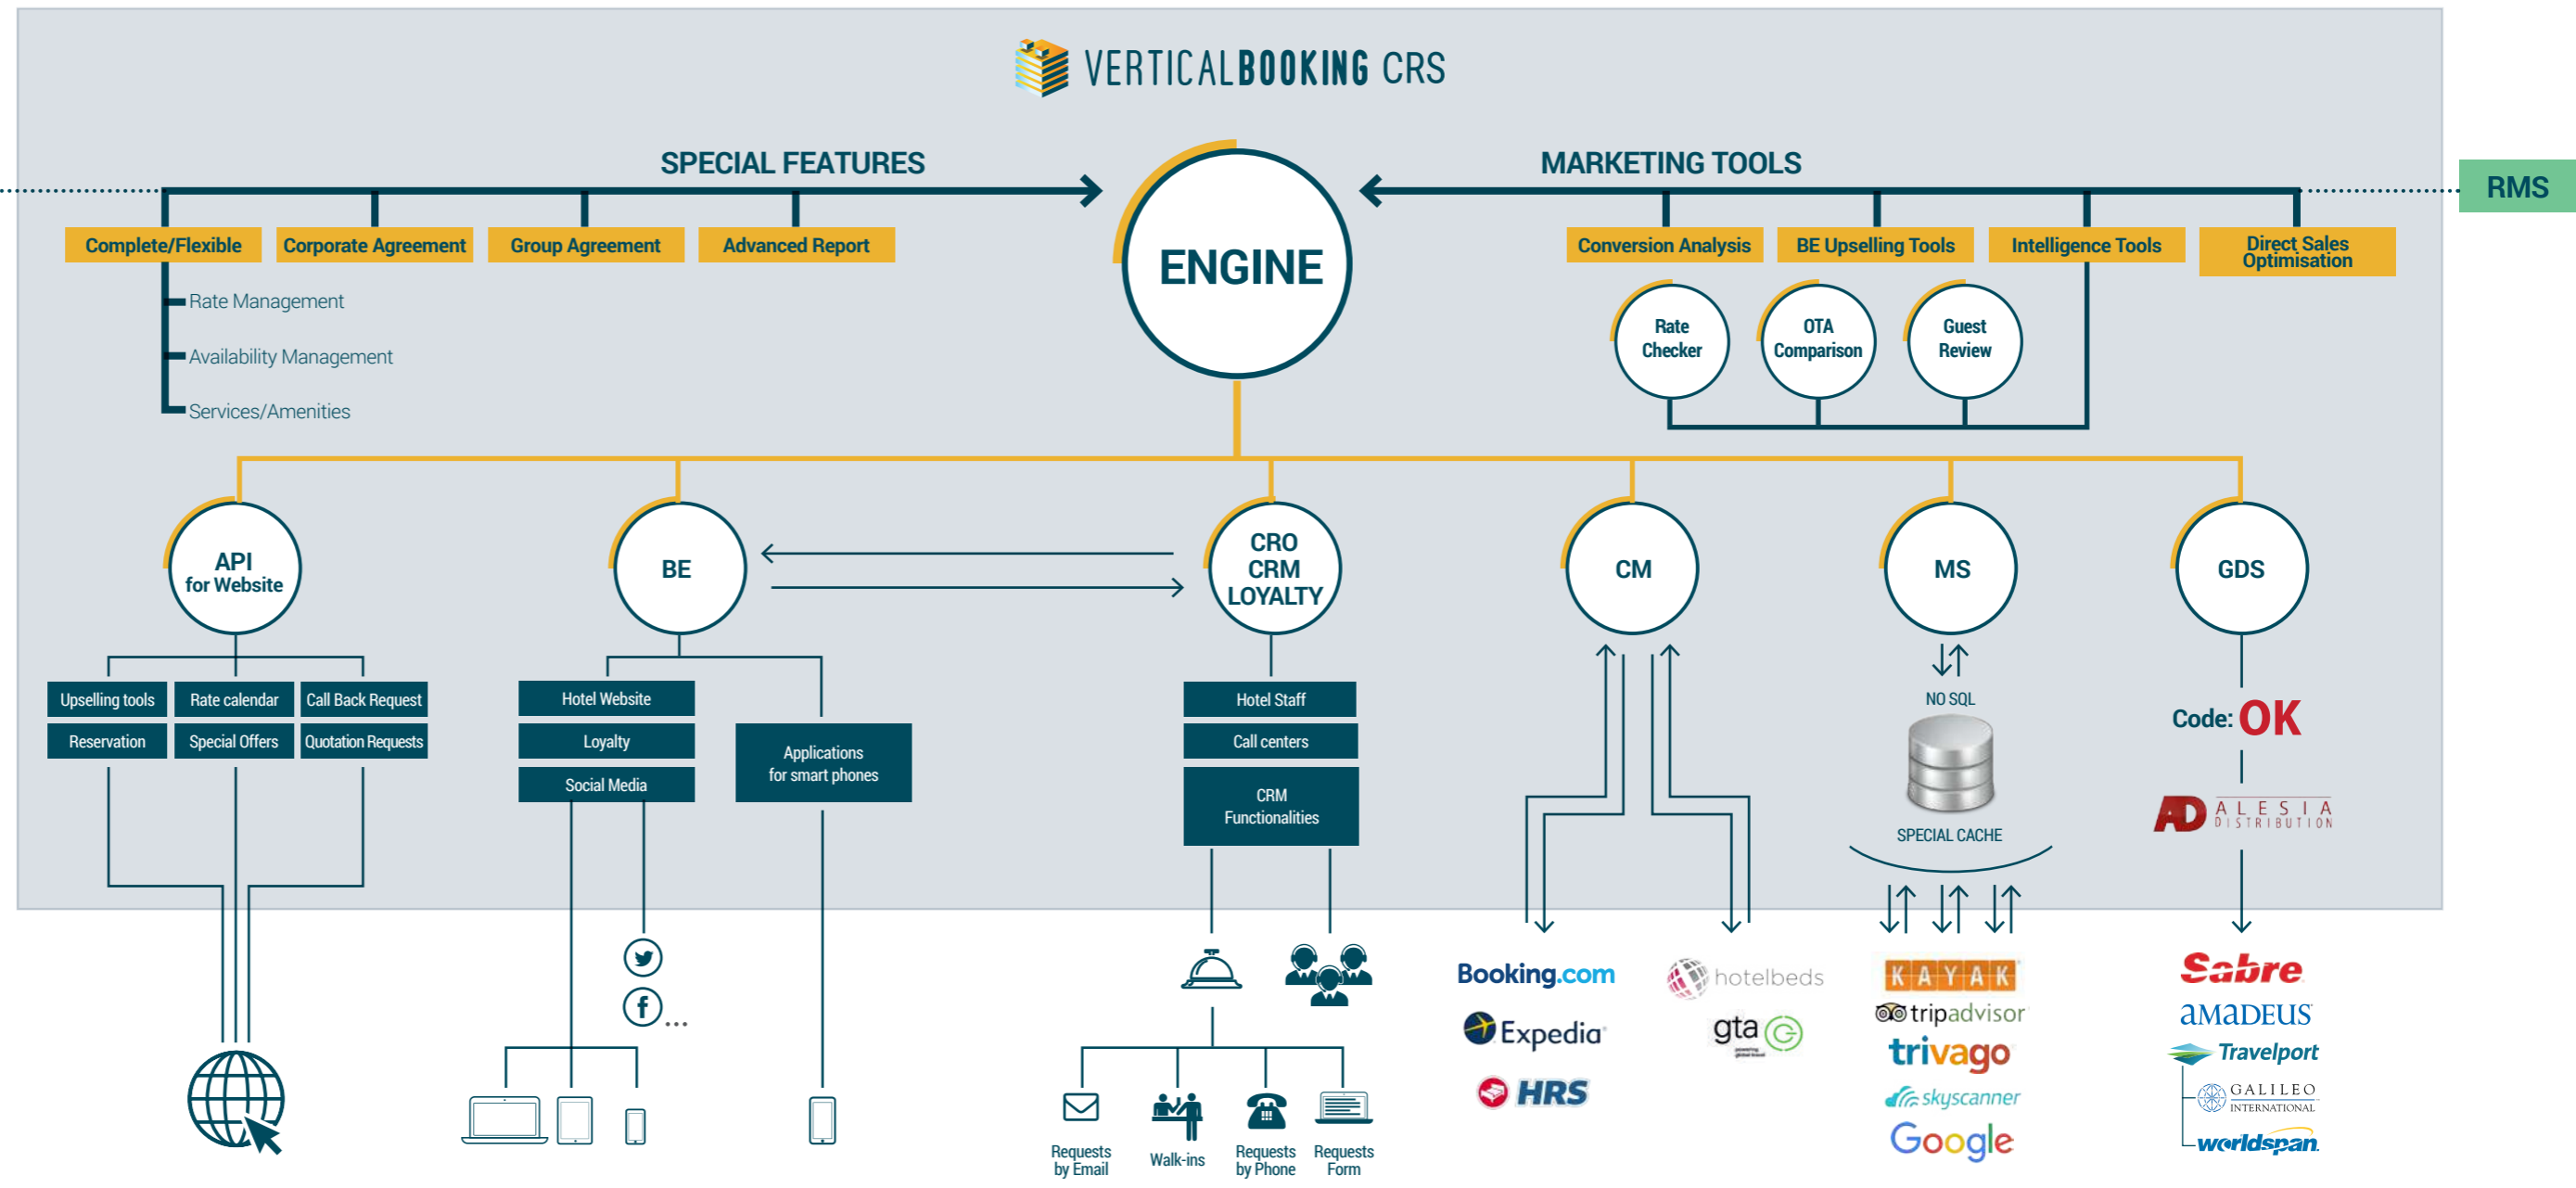 VERTICALBOOKING CRS
SPECIAL FEATURES
MARKETING TOOLS
RMS
ENGINE
Complete/Flexible
Corporate Agreement
Group Agreement
Advanced Report
Conversion Analysis
BE Upselling Tools
Intelligence Tools
Direct Sales
Optimisation
Rate Management
Availability Management
Services/Amenities
Rate
Checker
OTA
Comparison
Guest
Review
API
for Website
BE
CRO
CRM
LOYALTY
CM
MS
GDS
Upselling tools
Rate calendar
Call Back Request
Reservation
Special Offers
Quotation Requests
Hotel Website
Loyalty
Social Media
Applications
for smart phones
Hotel Staff
Call centers
CRM
Functionalities
NO SQL
SPECIAL CACHE
Code: OK
AD ALESIA
DISTRIBUTION
...
Requests
by Email
Walk-ins
Requests
by Phone
Requests
Form
Booking.com
Expedia
HRS
hotelbeds
gta
powering
global travel
KAYAK
tripadvisor
trivago
skyscanner
Google
Sabre
AMADEUS
Travelport
GALILEO
INTERNATIONAL
worldspan.